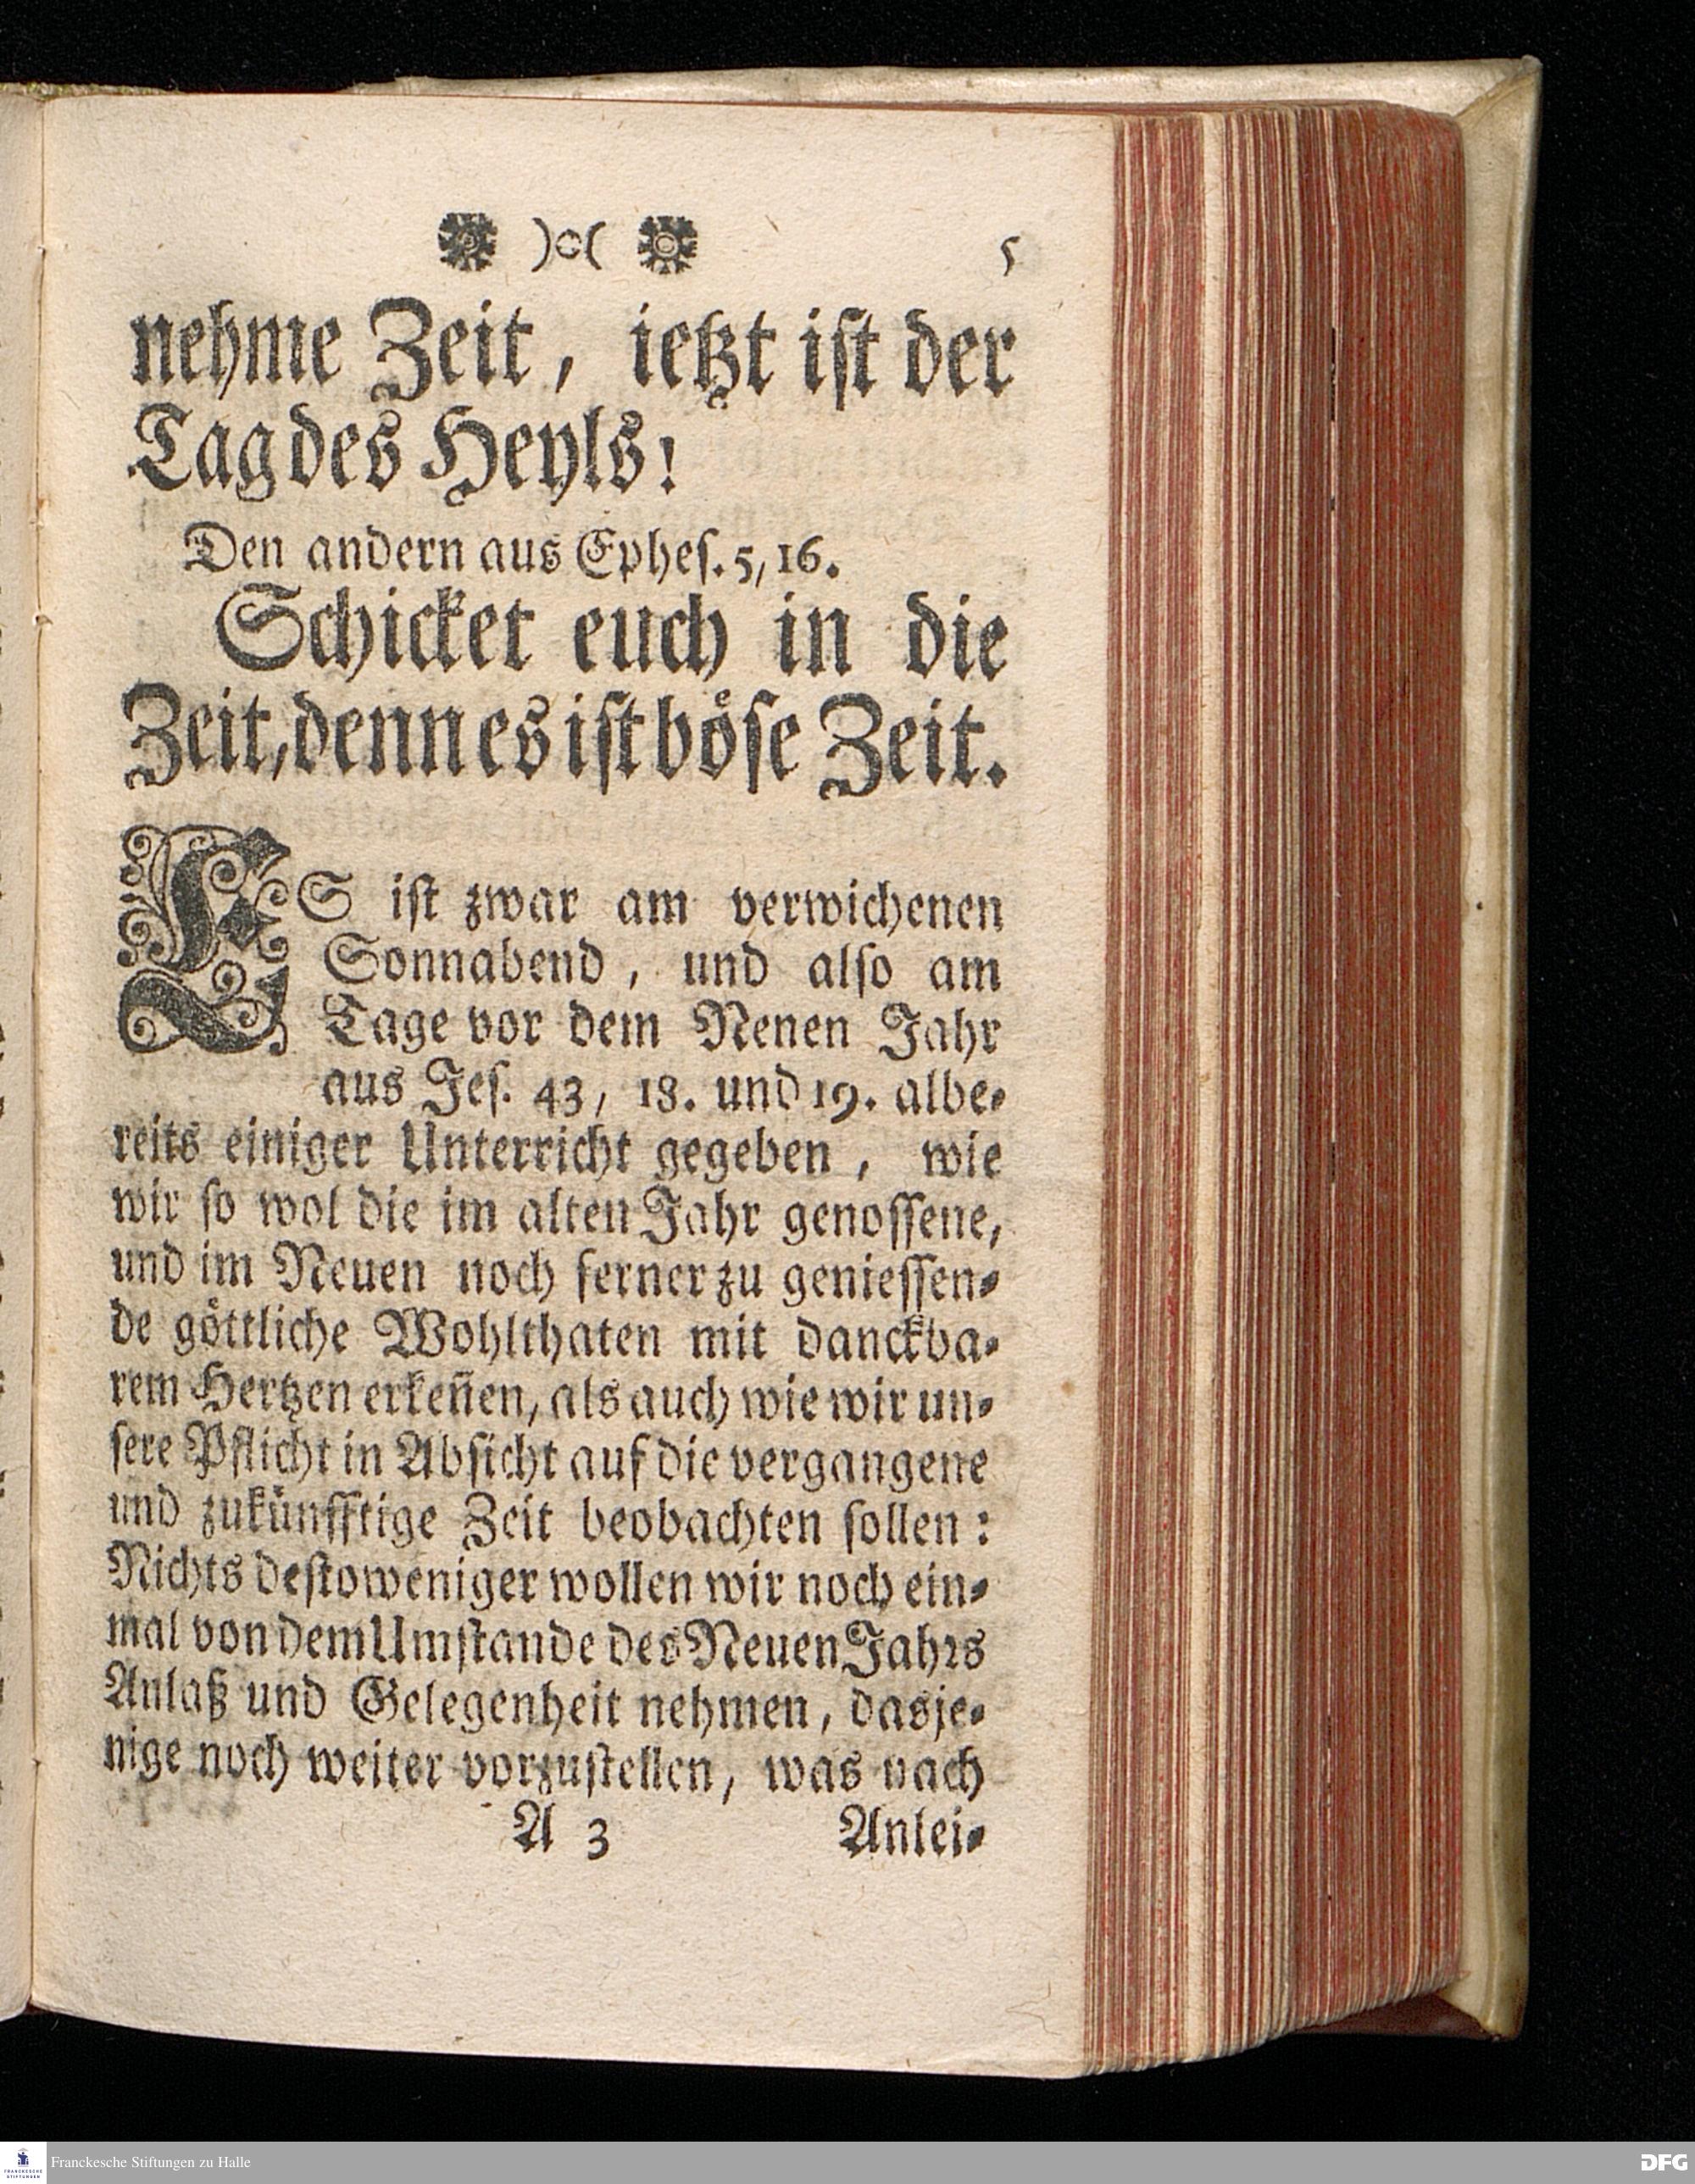 )o( 5
nehme Zeit, ietzt ist der
Tag des Heyls!
Den andern aus Ephes. 5, 16.
Schicket euch in die
Zeit, denn es ist böse Zeit.
ES ist zwar am verwichenen
Sonnabend, und also am
Tage vor dem Nenen Jahr
aus Jes. 43, 18. und 19. albe-
reits einiger Unterricht gegeben, wie
wir so wol die im alten Jahr genossene,
und im Neuen noch ferner zu geniessen-
de göttliche Wohlthaten mit danckba-
rem Hertzen erkeñen, als auch wie wir un-
sere Pflicht in Absicht auf die vergangene
und zukünfftige Zeit beobachten sollen:
Nichts destoweniger wollen wir noch ein-
mal von dem Umstande des Neuen Jahrs
Anlaß und Gelegenheit nehmen, dasje-
nige noch weiter vorzustellen, was nach
A 3 Anlei-
FRANCKESCHE STIFTUNGEN
Franckesche Stiftungen zu Halle
DFG